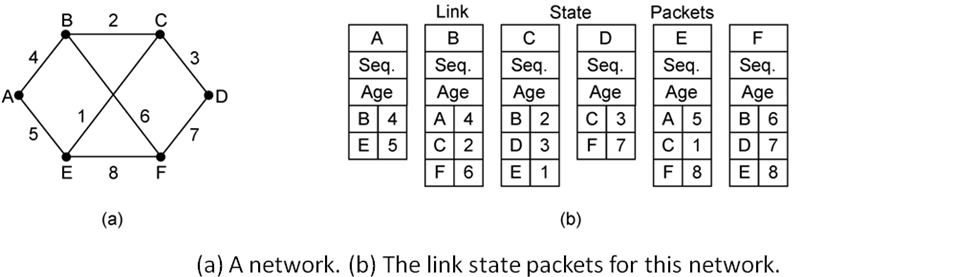 B 2 C
4 3
A D
1 6
5 7
E 8 F
(a)
Link State Packets
A B C D E F
Seq. Seq. Seq. Seq. Seq. Seq.
Age Age Age Age Age Age
B 4 A 4 B 2 C 3 A 5 B 6
E 5 C 2 D 3 F 7 C 1 D 7
F 6 E 1 F 8 E 8
(b)
(a) A network. (b) The link state packets for this network.